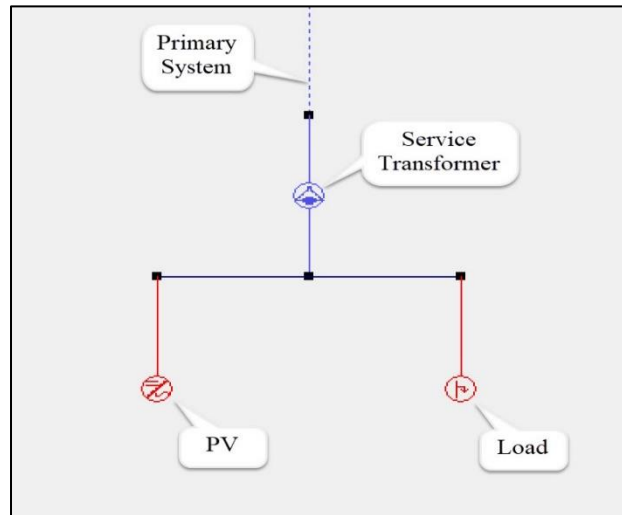 Primary
System
Service
Transformer
PV
Load